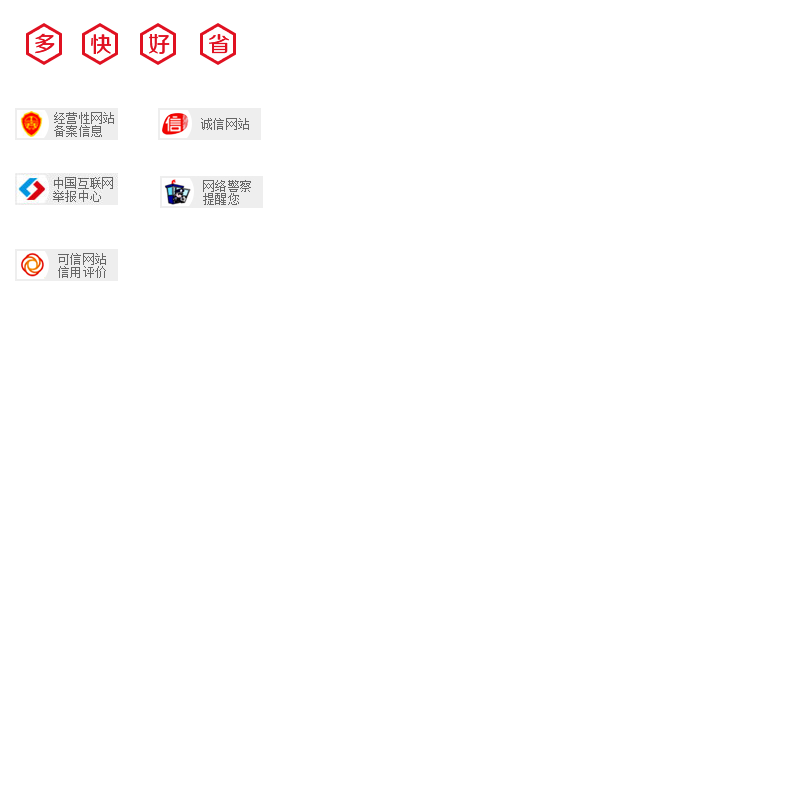 多 快 好 省
经营性网站
备案信息
信
诚信网站
中国互联网
举报中心
网络警察
提醒您
可信网站
信用评价